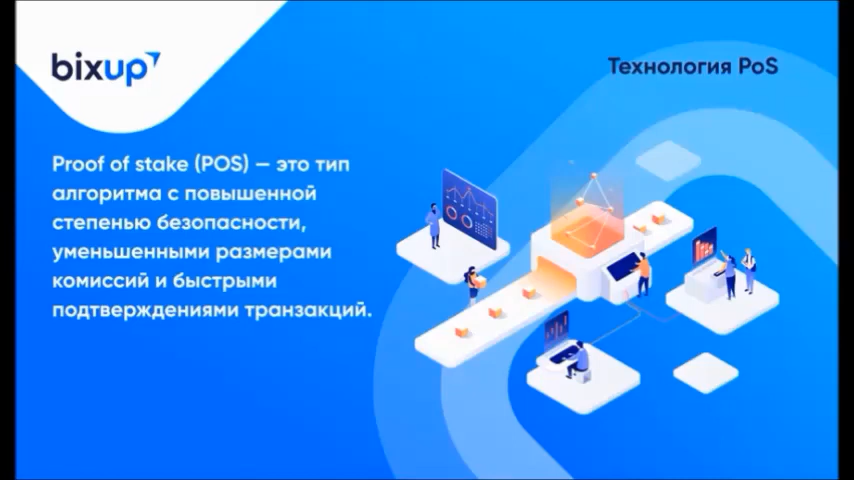 bixup
Технология PoS
Proof of stake (POS) — это тип
алгоритма с повышенной
степенью безопасности,
уменьшенными размерами
комиссий и быстрыми
подтверждениями транзакций.